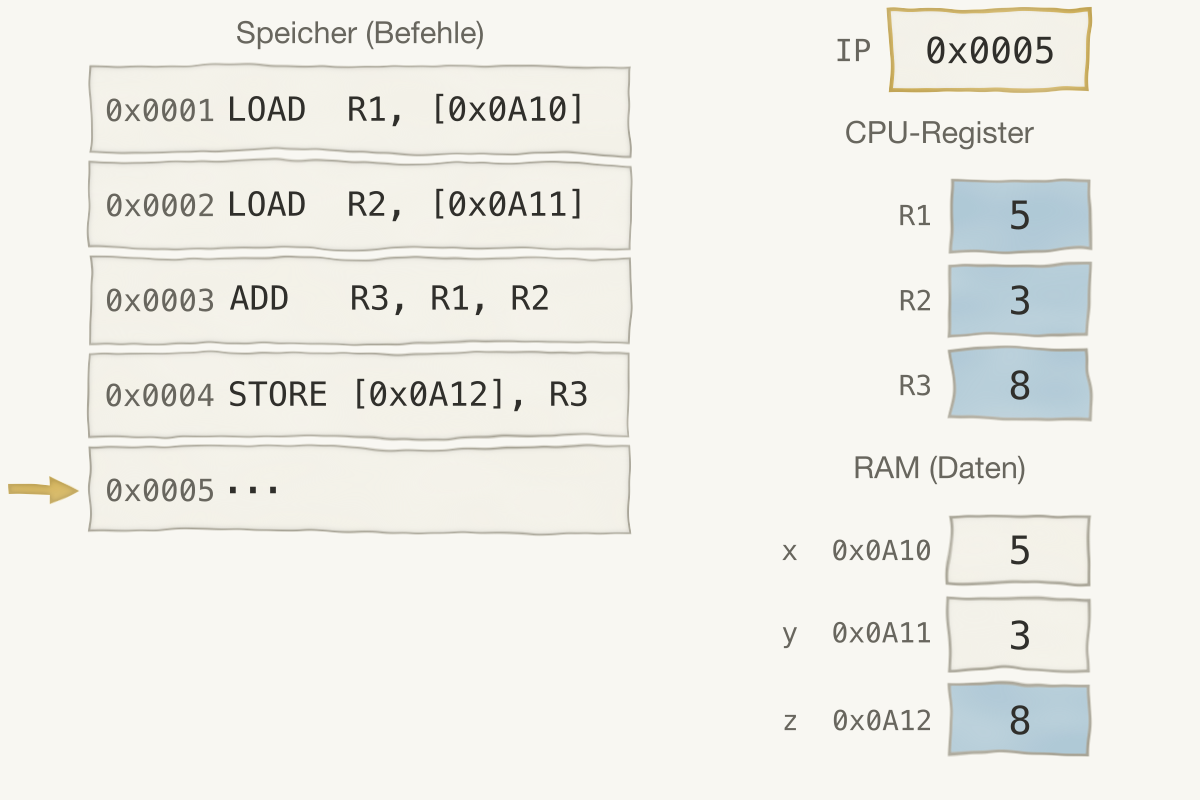 Speicher (Befehle)
0x0001 LOAD R1, [0x0A10]
0x0002 LOAD R2, [0x0A11]
0x0003 ADD R3, R1, R2
0x0004 STORE [0x0A12], R3
0x0005 ...
IP 0x0005
CPU-Register
R1 5
R2 3
R3 8
RAM (Daten)
x 0x0A10 5
y 0x0A11 3
z 0x0A12 8